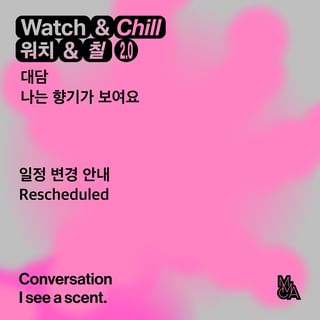 Watch & Chill
워치 & 칠 2.0
대담
나는 향기가 보여요
일정 변경 안내
Rescheduled
Conversation
I see a scent.
MMCA